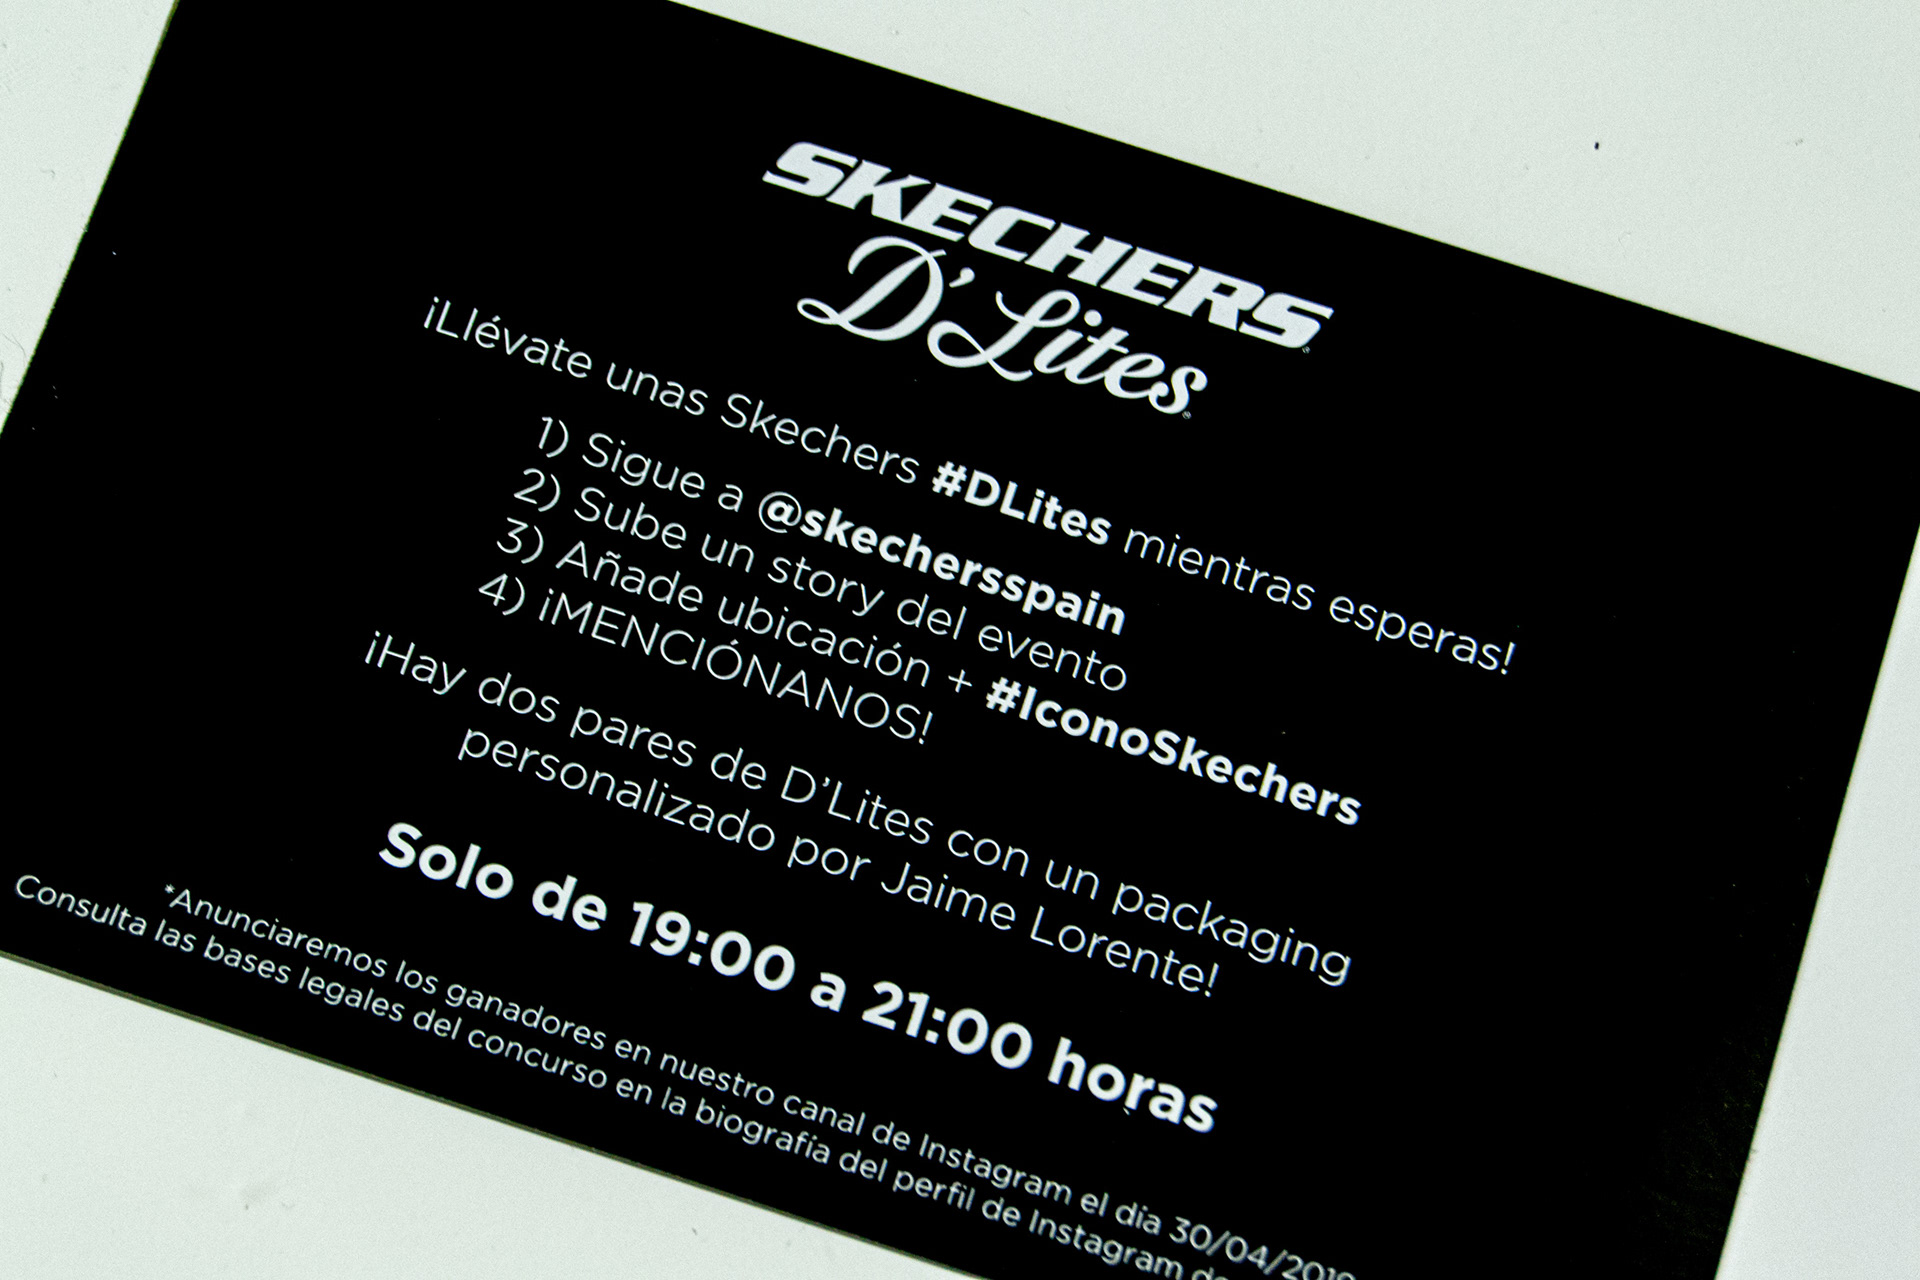 SKECHERS
D'Lites
¡Llévate unas Skechers #DLites mientras esperas!
1) Sigue a @skechersspain
2) Sube un story del evento
3) Añade ubicación + #IconoSkechers
4) ¡MENCIÓNANOS!
¡Hay dos pares de D'Lites con un packaging
personalizado por Jaime Lorente!
Solo de 19:00 a 21:00 horas
*Anunciaremos los ganadores en nuestro canal de Instagram el día 30/04/2019
Consulta las bases legales del concurso en la biografía del perfil de Instagram